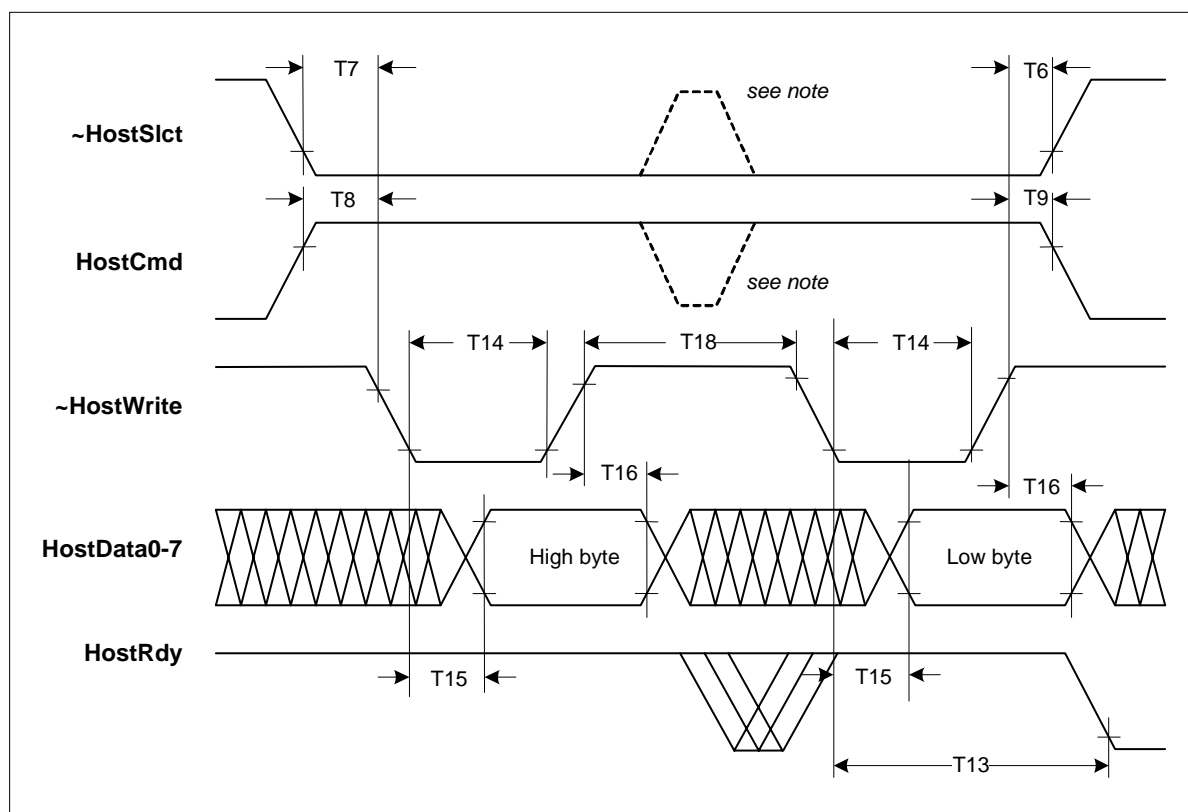 T7
T6
see note
~HostSlct
T8
T9
HostCmd
see note
T14
T18
T14
~HostWrite
T16
T16
HostData0-7
High byte
Low byte
HostRdy
T15
T15
T13